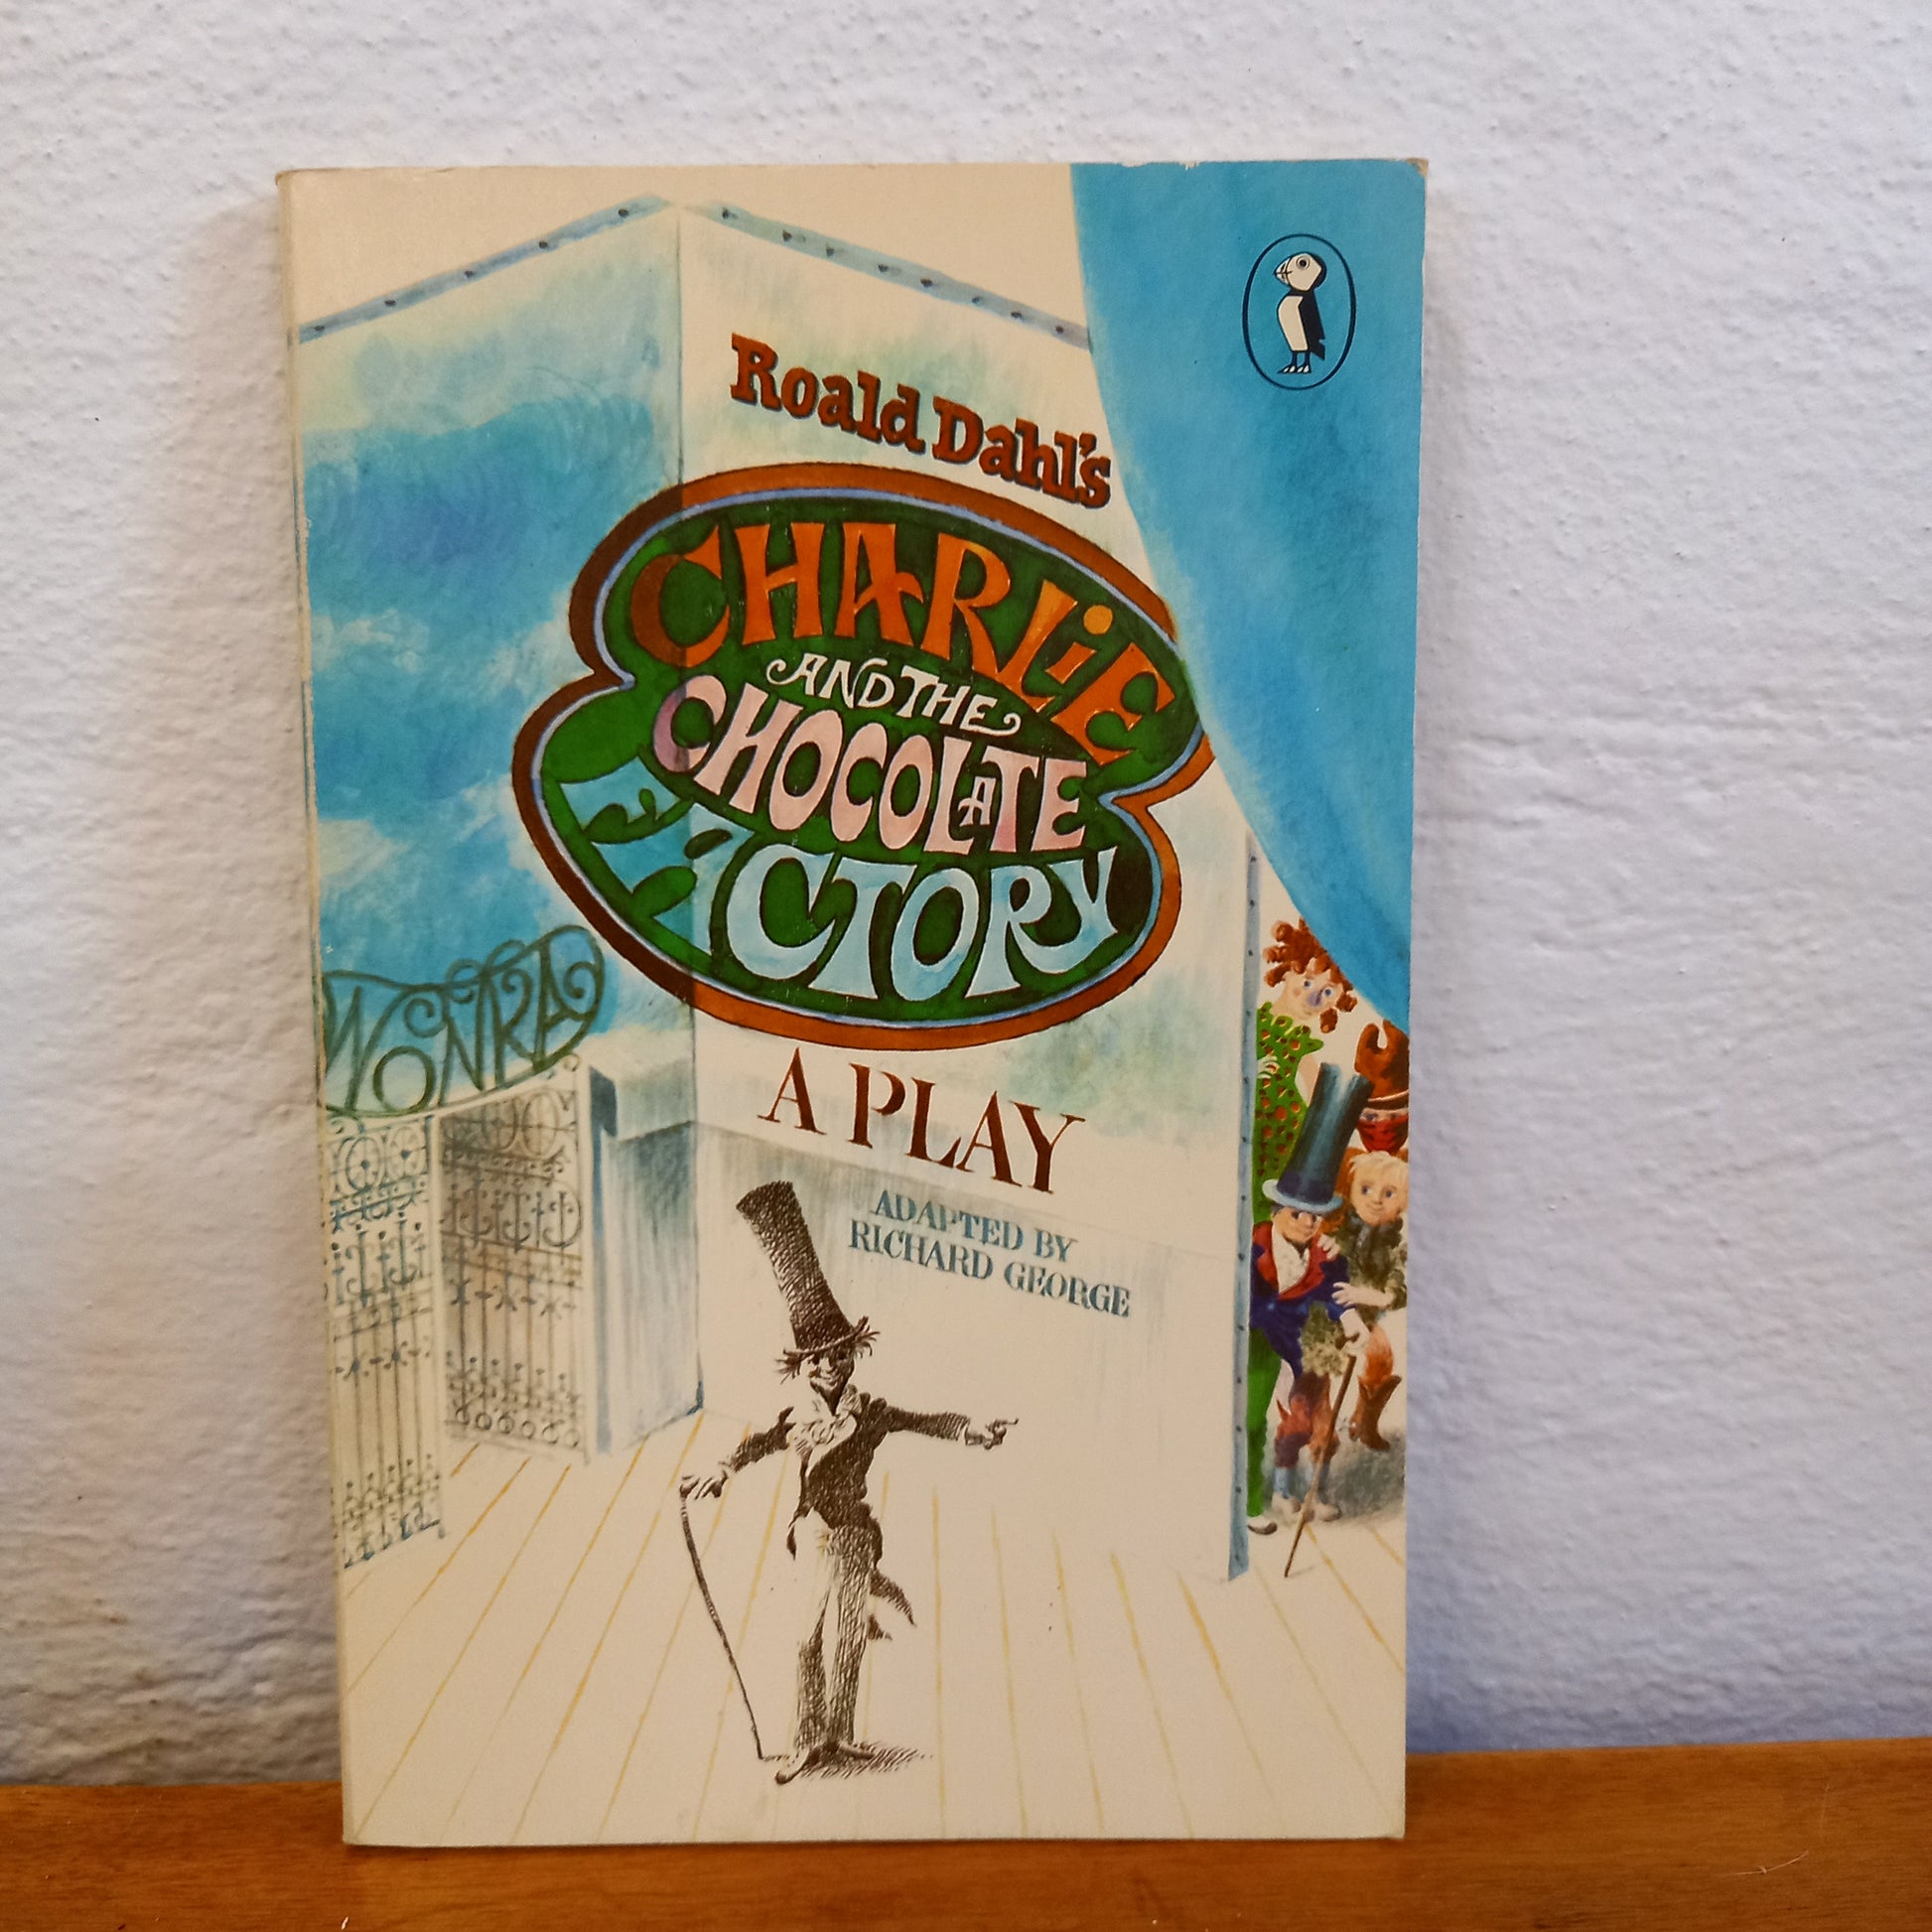 Roald Dahl's
CHARLiE
AND THE
CHOCOLATE
FACTORY
A PLAY
ADAPTED BY
RICHARD GEORGE
WONKA